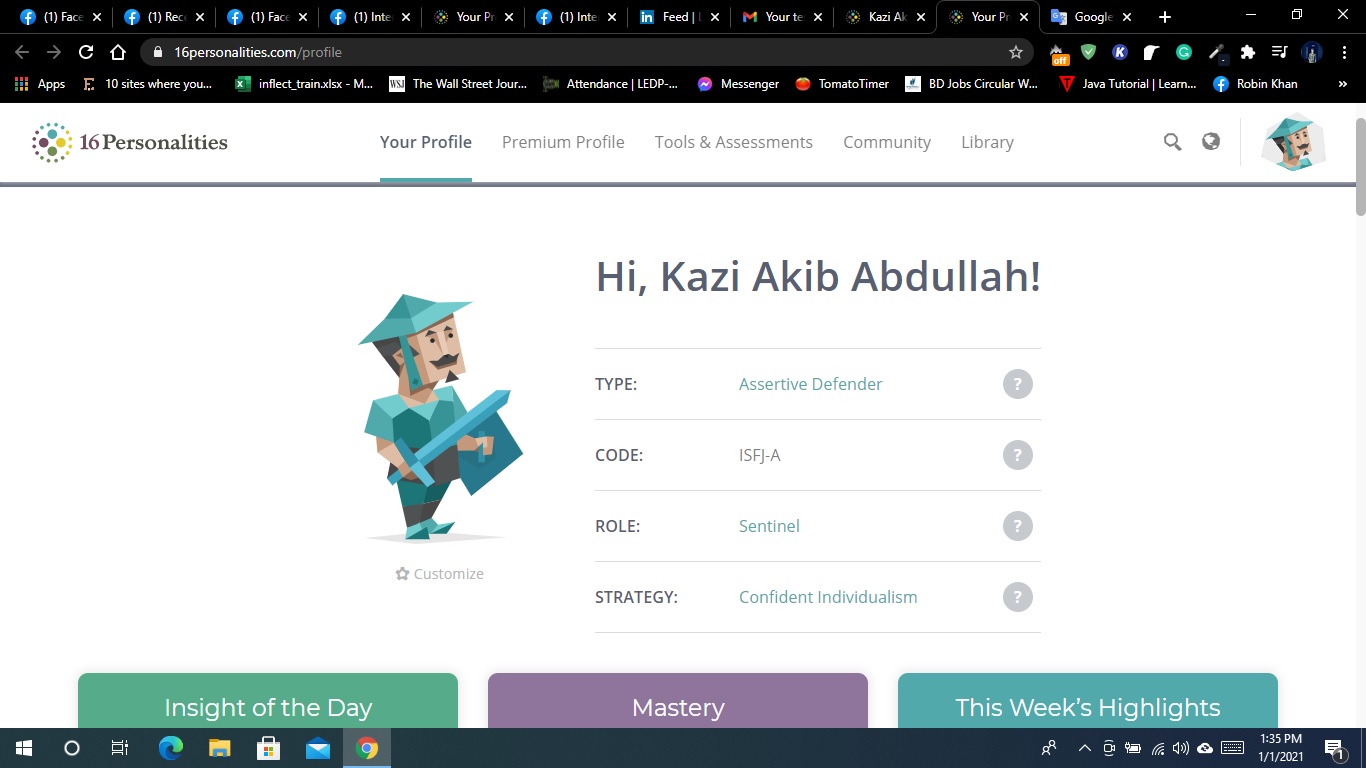 (1) Face
(1) Rece
(1) Face
(1) Inte
Your Pr
(1) Inte
Feed | L
Your te
Kazi Ak
Your Pr
Google
16personalities.com/profile
off
Apps
10 sites where you...
inflect_train.xlsx - M...
WSJ
The Wall Street Jour...
Attendance | LEDP-...
Messenger
TomatoTimer
BD Jobs Circular W...
Java Tutorial | Learn...
Robin Khan
»
16Personalities
Your Profile
Premium Profile
Tools & Assessments
Community
Library
Hi, Kazi Akib Abdullah!
TYPE: Assertive Defender ?
CODE: ISFJ-A ?
ROLE: Sentinel ?
STRATEGY: Confident Individualism ?
Customize
Insight of the Day
Mastery
This Week's Highlights
1:35 PM
1/1/2021
1